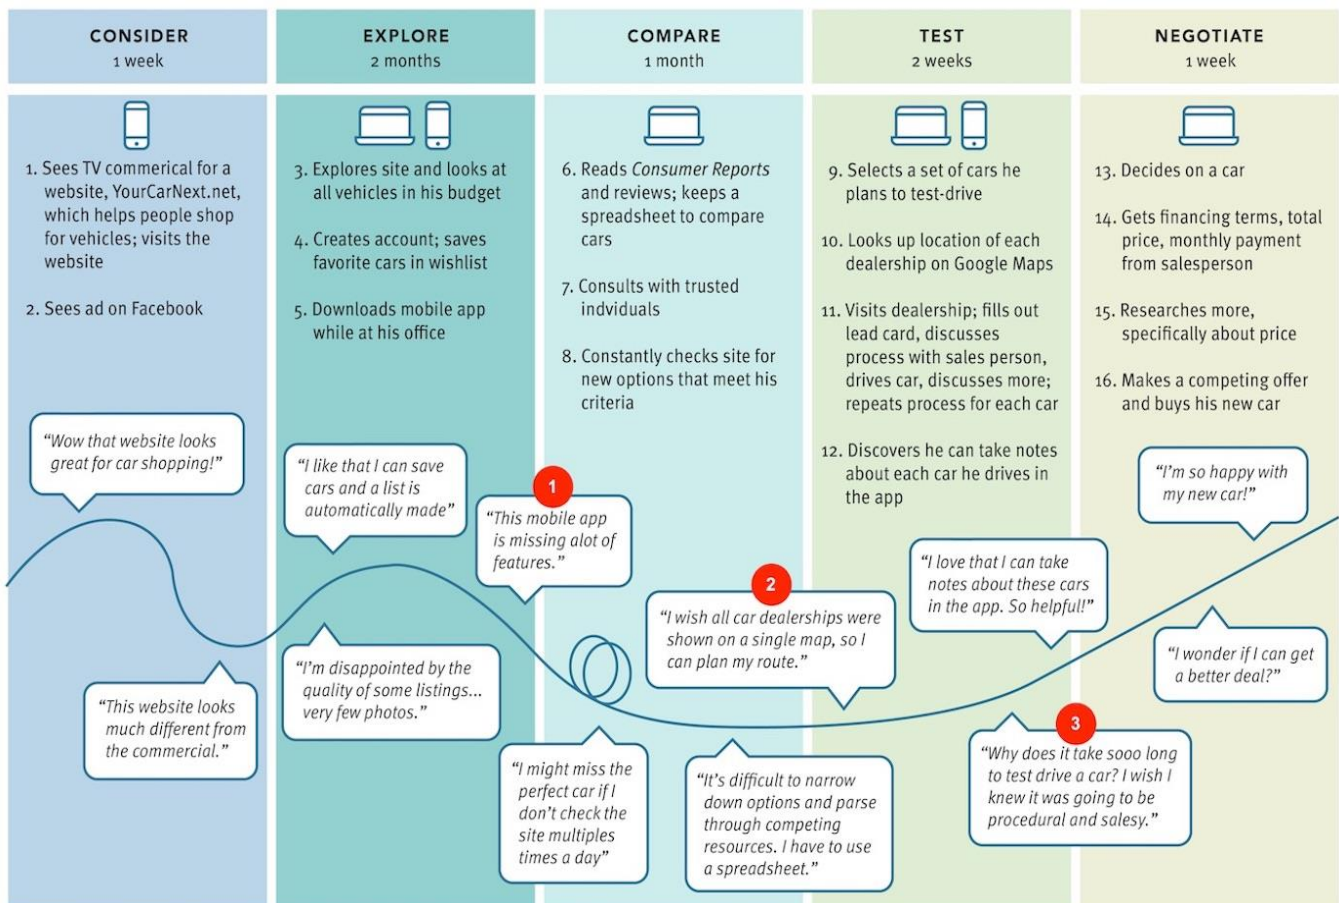 CONSIDER
1 week
EXPLORE
2 months
COMPARE
1 month
TEST
2 weeks
NEGOTIATE
1 week
1. Sees TV commerical for a
website, YourCarNext.net,
which helps people shop
for vehicles; visits the
website
2. Sees ad on Facebook
3. Explores site and looks at
all vehicles in his budget
4. Creates account; saves
favorite cars in wishlist
5. Downloads mobile app
while at his office
6. Reads Consumer Reports
and reviews; keeps a
spreadsheet to compare
cars
7. Consults with trusted
indviduals
8. Constantly checks site for
new options that meet his
criteria
9. Selects a set of cars he
plans to test-drive
10. Looks up location of each
dealership on Google Maps
11. Visits dealership; fills out
lead card, discusses
process with sales person,
drives car, discusses more;
repeats process for each car
12. Discovers he can take notes
about each car he drives in
the app
13. Decides on a car
14. Gets financing terms, total
price, monthly payment
from salesperson
15. Researches more,
specifically about price
16. Makes a competing offer
and buys his new car
“Wow that website looks
great for car shopping!”
“This website looks
much different from
the commercial.”
“I like that I can save
cars and a list is
automatically made”
“I’m disappointed by the
quality of some listings...
very few photos.”
1
“This mobile app
is missing alot of
features.”
“I might miss the
perfect car if I
don’t check the
site multiples
times a day”
2
“I wish all car dealerships were
shown on a single map, so I
can plan my route.”
“It’s difficult to narrow
down options and parse
through competing
resources. I have to use
a spreadsheet.”
“I love that I can take
notes about these cars
in the app. So helpful!”
3
“Why does it take sooo long
to test drive a car? I wish I
knew it was going to be
procedural and salesy.”
“I’m so happy with
my new car!”
“I wonder if I can get
a better deal?”